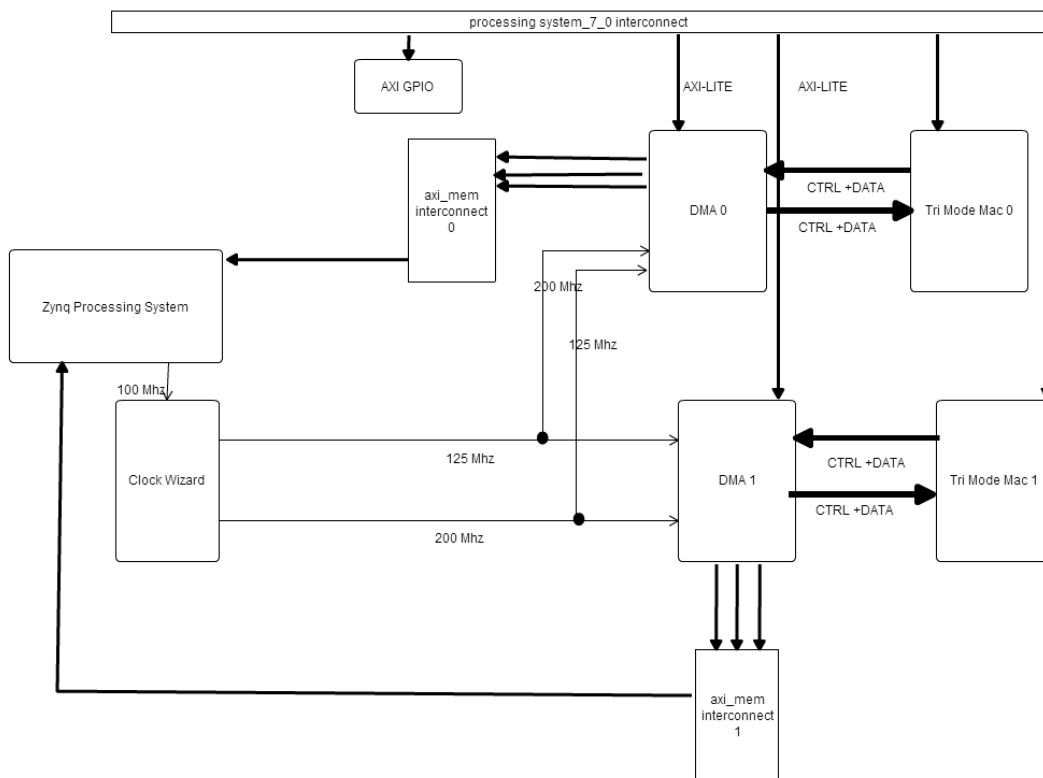 processing system_7_0 interconnect
AXI GPIO
AXI-LITE
AXI-LITE
axi_mem
interconnect
0
DMA 0
CTRL +DATA
CTRL +DATA
Tri Mode Mac 0
Zynq Processing System
200 Mhz
125 Mhz
100 Mhz
Clock Wizard
125 Mhz
200 Mhz
DMA 1
CTRL +DATA
CTRL +DATA
Tri Mode Mac 1
axi_mem
interconnect
1